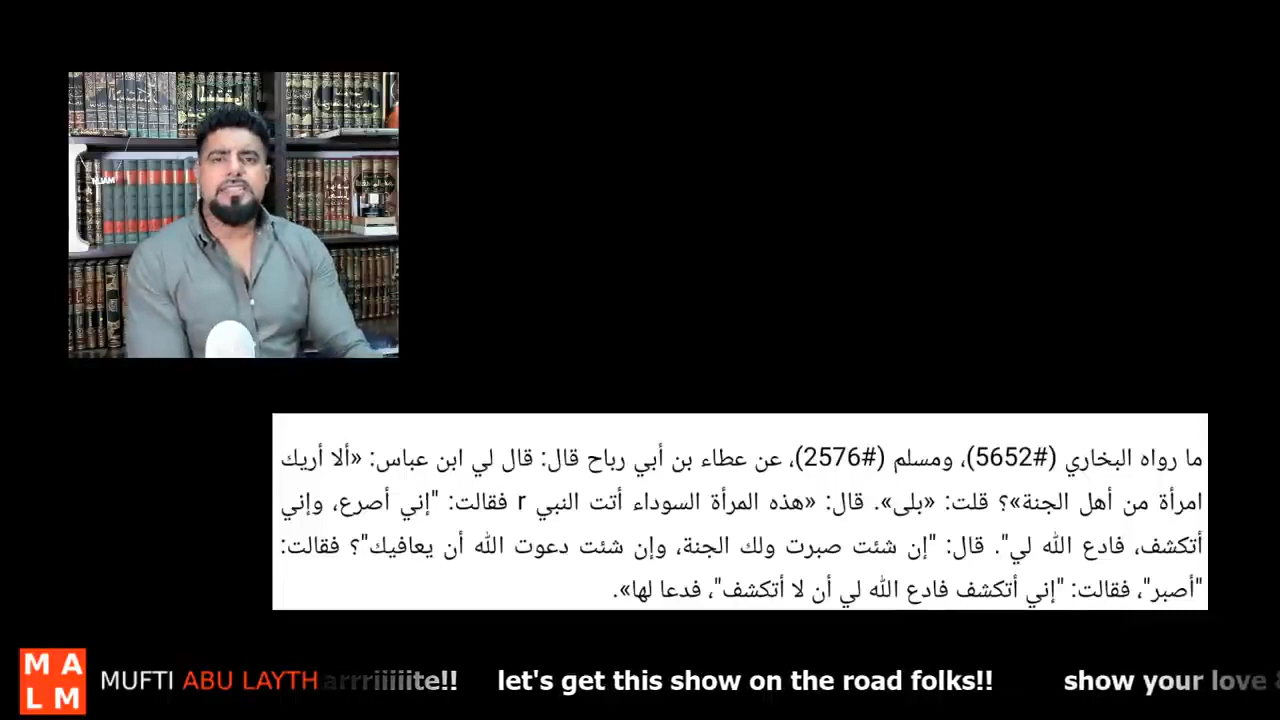 ما رواه البخاري (#5652)، ومسلم (#2576)، عن عطاء بن أبي رباح قال: قال لي ابن عباس: «ألا أريك
امرأة من أهل الجنة»؟ قلت: «بلى». قال: «هذه المرأة السوداء أتت النبي r فقالت: "إني أصرع، وإني
أتكشف، فادع الله لي". قال: "إن شئت صبرت ولك الجنة، وإن شئت دعوت الله أن يعافيك"؟ فقالت:
"أصبر"، فقالت: "إني أتكشف فادع الله لي أن لا أتكشف"، فدعا لها».
M A
L M
MUFTI ABU LAYTH arrriiiiite!! let's get this show on the road folks!! show your love